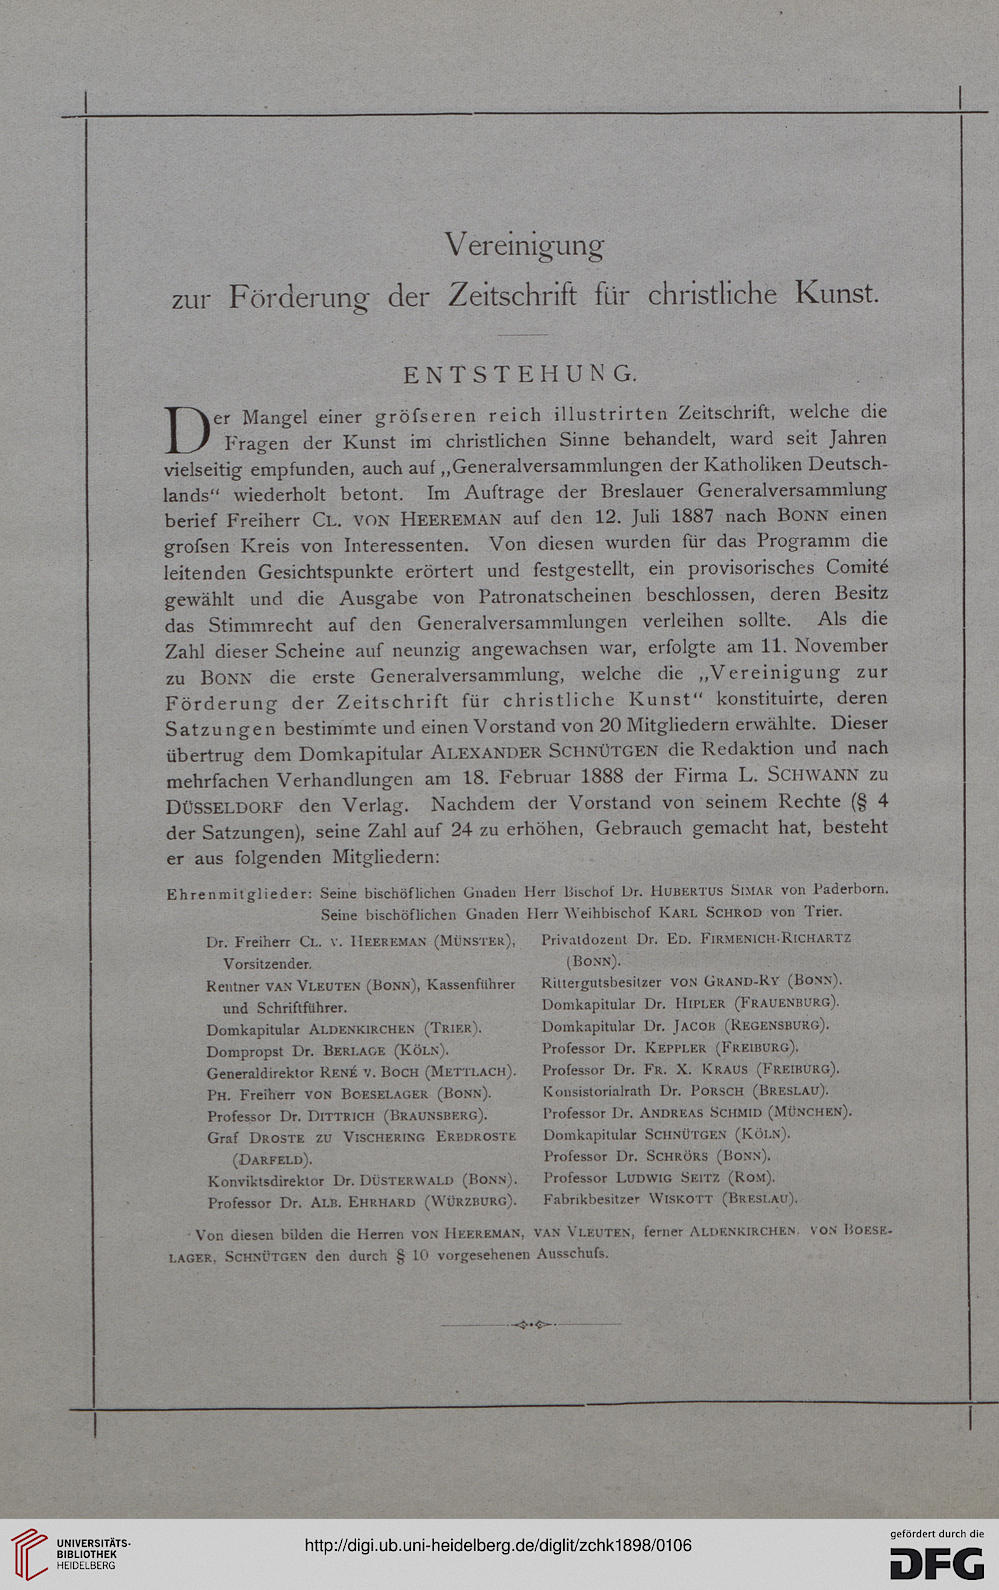 Vereinigung
zur Förderung der Zeitschrift für christliche Kunst.
ENTSTEHUNG.
Der Mangel einer gröfseren reich illustrirten Zeitschrift, welche die
Fragen der Kunst im christlichen Sinne behandelt, ward seit Jahren
vielseitig empfunden, auch auf „Generalversammlungen der Katholiken Deutsch-
lands“ wiederholt betont. Im Auftrage der Breslauer Generalversammlung
berief Freiherr CL. VON HEEREMAN auf den 12. Juli 1887 nach BONN einen
grofsen Kreis von Interessenten. Von diesen wurden für das Programm die
leitenden Gesichtspunkte erörtert und festgestellt, ein provisorisches Comité
gewählt und die Ausgabe von Patronatscheinen beschlossen, deren Besitz
das Stimmrecht auf den Generalversammlungen verleihen sollte. Als die
Zahl dieser Scheine auf neunzig angewachsen war, erfolgte am 11. November
zu BONN die erste Generalversammlung, welche die „Vereinigung zur
Förderung der Zeitschrift für christliche Kunst“ konstituirte, deren
Satzungen bestimmte und einen Vorstand von 20 Mitgliedern erwählte. Dieser
übertrug dem Domkapitular ALEXANDER SCHNÜTGEN die Redaktion und nach
mehrfachen Verhandlungen am 18. Februar 1888 der Firma L. SCHWANN zu
DÜSSELDORF den Verlag. Nachdem der Vorstand von seinem Rechte (§ 4
der Satzungen), seine Zahl auf 24 zu erhöhen, Gebrauch gemacht hat, besteht
er aus folgenden Mitgliedern:
Ehrenmitglieder: Seine bischöflichen Gnaden Herr Bischof Dr. HUBERTUS SIMAR von Paderborn.
Seine bischöflichen Gnaden Herr Weihbischof KARL SCHROD von Trier.
Dr. Freiherr CL. V. HEEREMAN (MÜNSTER),
Vorsitzender.
Rentner VAN VLEUTEN (BONN), Kassenführer
und Schriftführer.
Domkapitular ALDENKIRCHEN (TRIER).
Dompropst Dr. BERLAGE (KÖLN).
Generaldirektor RENÉ V. BOCH (METTLACH).
PH. Freiherr VON BOESELAGER (BONN).
Professor Dr. DITTRICH (BRAUNSBERG).
Graf DROSTE ZU VISCHERING ERBDROSTE
(DARFELD).
Konviktsdirektor Dr. DÜSTERWALD (BONN).
Professor Dr. ALB. EHRHARD (WÜRZBURG).
Privatdozent Dr. ED. FIRMENICH-RICHARTZ
(BONN).
Rittergutsbesitzer VON GRAND-RY (BONN).
Domkapitular Dr. HIPLER (FRAUENBURG).
Domkapitular Dr. JACOB (REGENSBURG).
Professor Dr. KEPPLER (FREIBURG).
Professor Dr. FR. X. KRAUS (FREIBURG).
Konsistorialrath Dr. PORSCH (BRESLAU).
Professor Dr. ANDREAS SCHMID (MÜNCHEN).
Domkapitular SCHNÜTGEN (KÖLN).
Professor Dr. SCHRÖRS (BONN).
Professor LUDWIG SEITZ (ROM).
Fabrikbesitzer WISKOTT (BRESLAU).
Von diesen bilden die Herren VON HEEREMAN, VAN VLEUTEN, ferner ALDENKIRCHEN, VON BOESE-
LAGER, SCHNÜTGEN den durch § 10 vorgesehenen Ausschufs.
UNIVERSITÄTS-
BIBLIOTHEK
HEIDELBERG
http://digi.ub.uni-heidelberg.de/diglit/zchk1898/0106
gefördert durch die
DFG